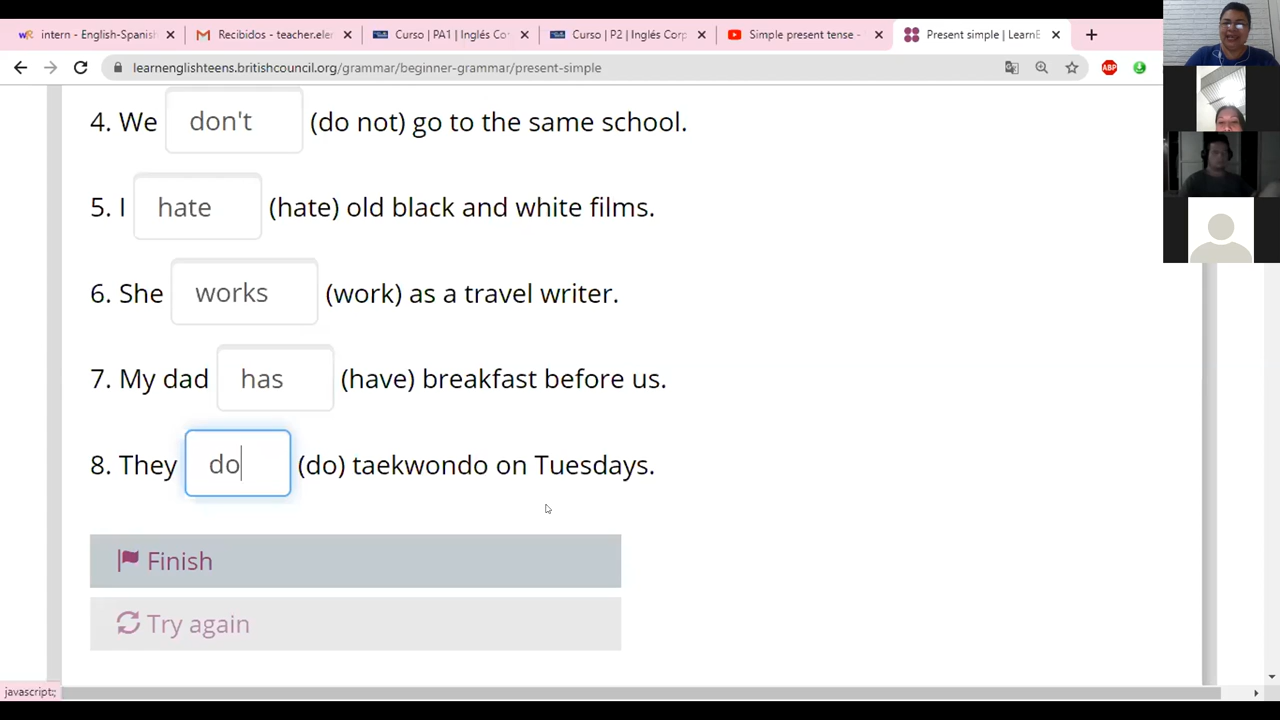 intern - English-Spanish
Recibidos - teacher.eler
Curso | PA1 | Inglés C
Curso | P2 | Inglés Corp
Simple present tense -
Present simple | LearnE
learnenglishteens.britishcouncil.org/grammar/beginner-grammar/present-simple
ABP
4. We don't (do not) go to the same school.
5. I hate (hate) old black and white films.
6. She works (work) as a travel writer.
7. My dad has (have) breakfast before us.
8. They do (do) taekwondo on Tuesdays.
Finish
Try again
javascript:;